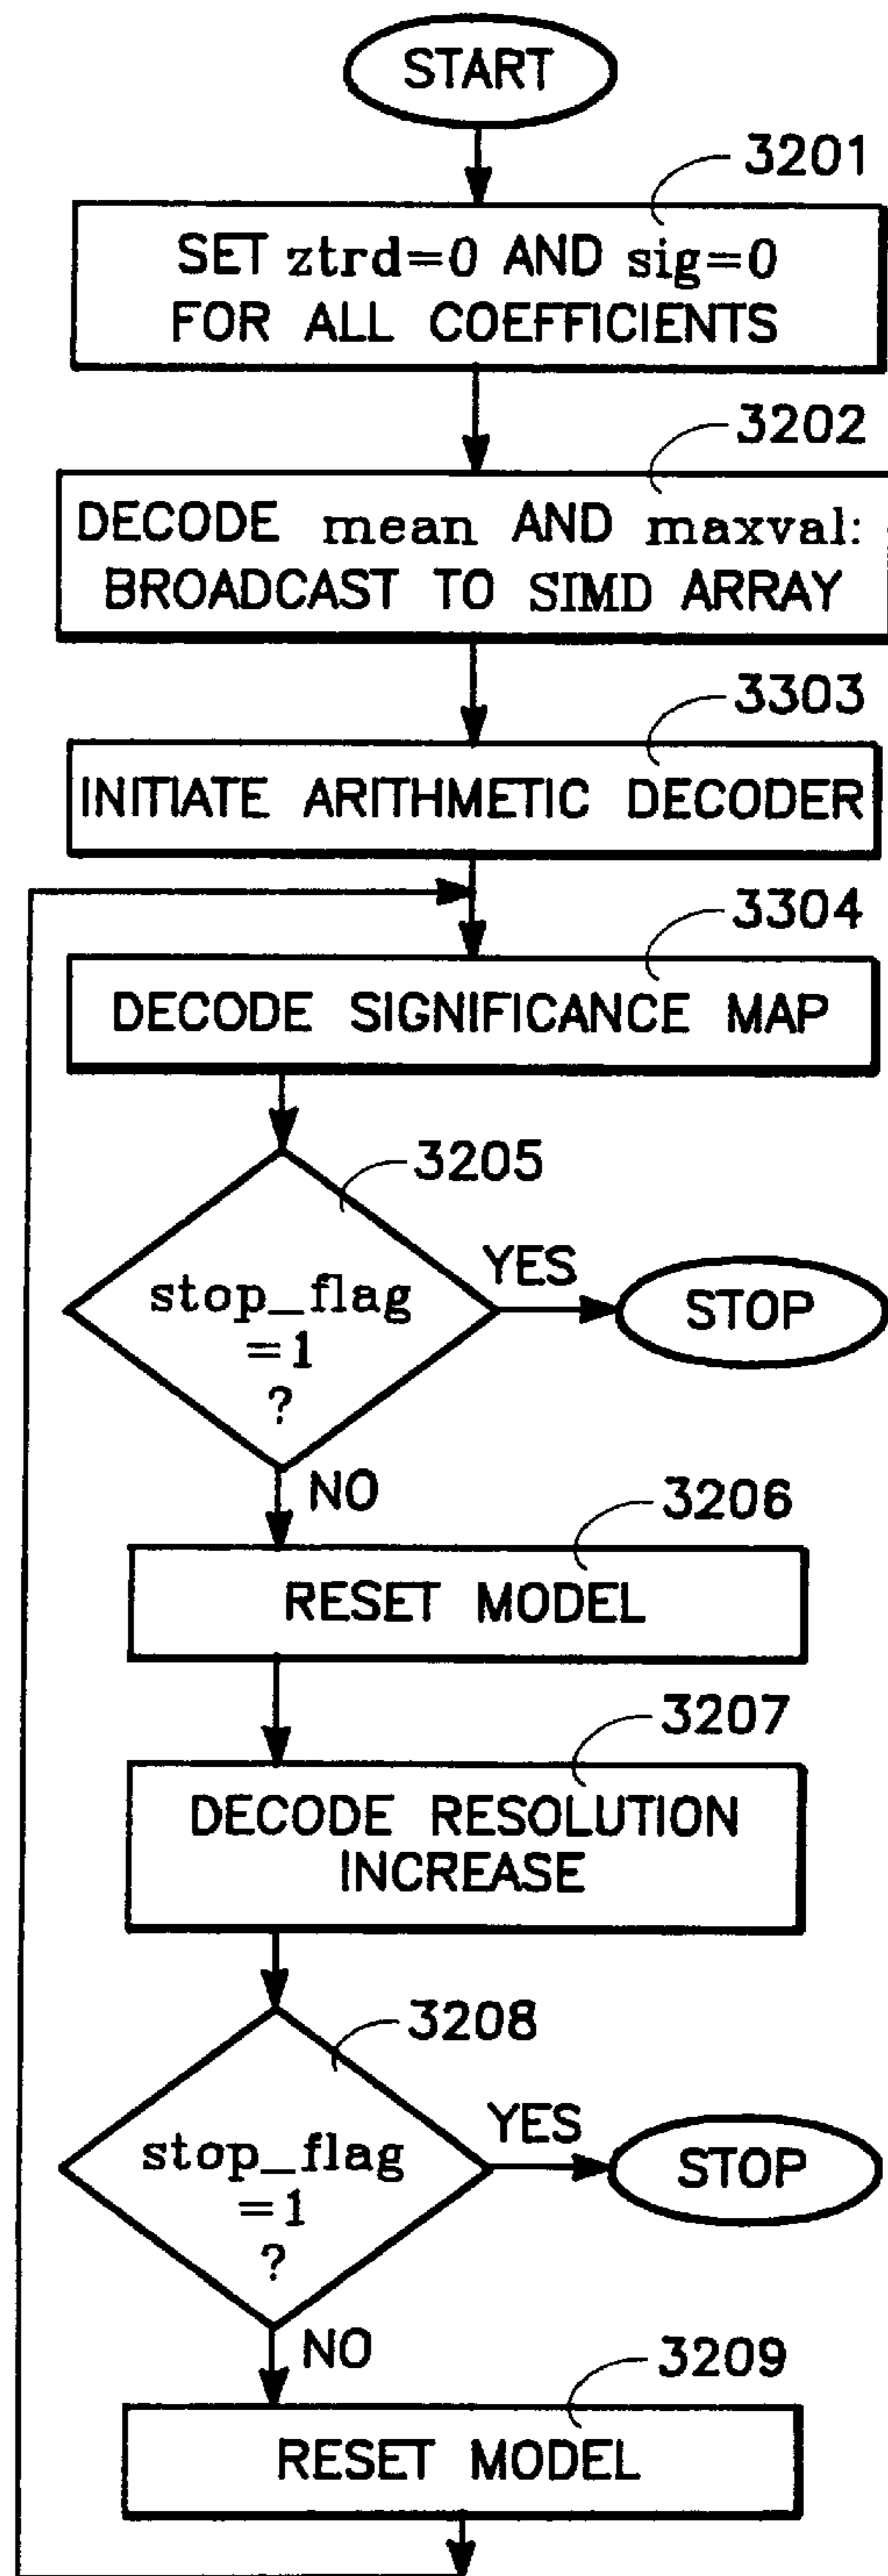 START
3201
SET ztrd=0 AND sig=0
FOR ALL COEFFICIENTS
3202
DECODE mean AND maxval:
BROADCAST TO SIMD ARRAY
3303
INITIATE ARITHMETIC DECODER
3304
DECODE SIGNIFICANCE MAP
3205
stop_flag
=1
?
YES
STOP
NO
3206
RESET MODEL
3207
DECODE RESOLUTION
INCREASE
3208
stop_flag
=1
?
YES
STOP
NO
3209
RESET MODEL